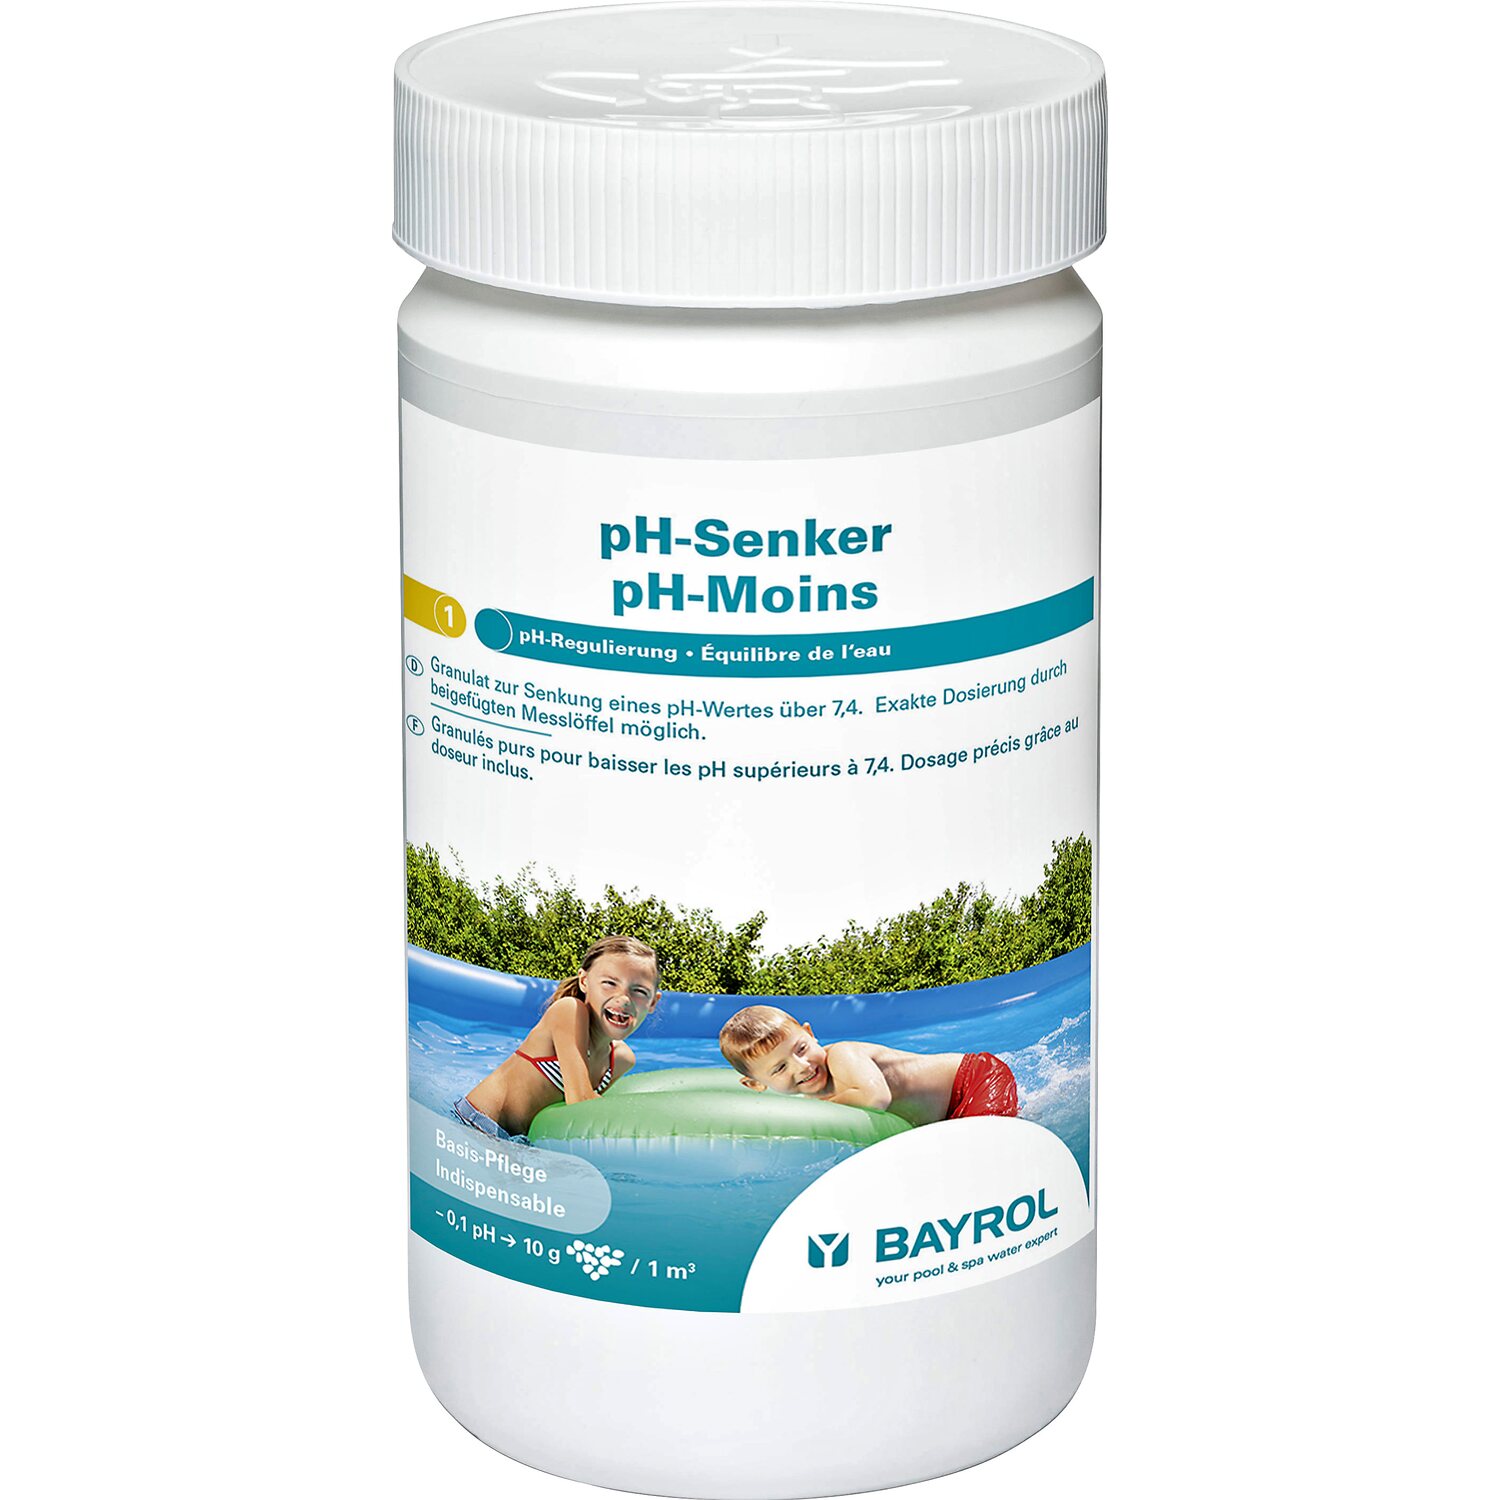 pH-Senker
pH-Moins
1
pH-Regulierung • Équilibre de l'eau
D Granulat zur Senkung eines pH-Wertes über 7,4. Exakte Dosierung durch
beigefügten Messlöffel möglich.
F Granulés purs pour baisser les pH supérieurs à 7,4. Dosage précis grâce au
doseur inclus.
Basis-Pflege
Indispensable
– 0,1 pH → 10 g / 1 m³
BAYROL
your pool & spa water expert